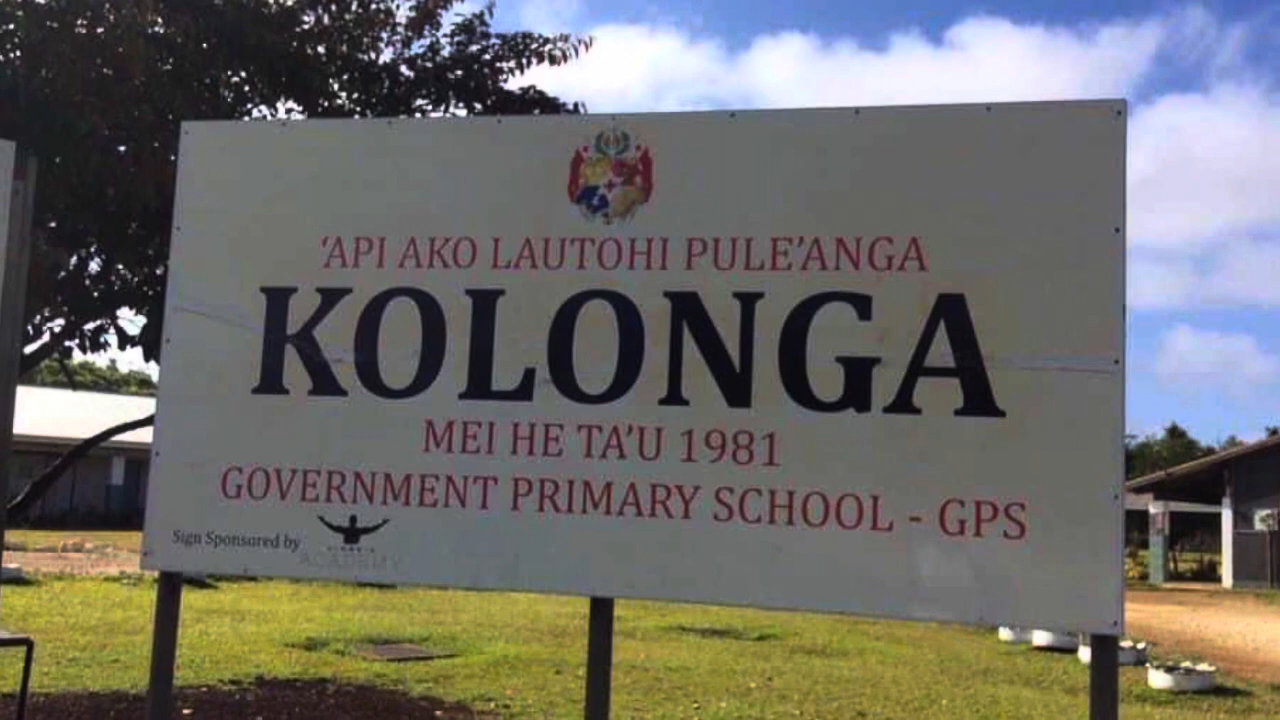 ‘API AKO LAUTOHI PULE’ANGA
KOLONGA
MEI HE TA’U 1981
GOVERNMENT PRIMARY SCHOOL - GPS
Sign Sponsored by
ACADEMY